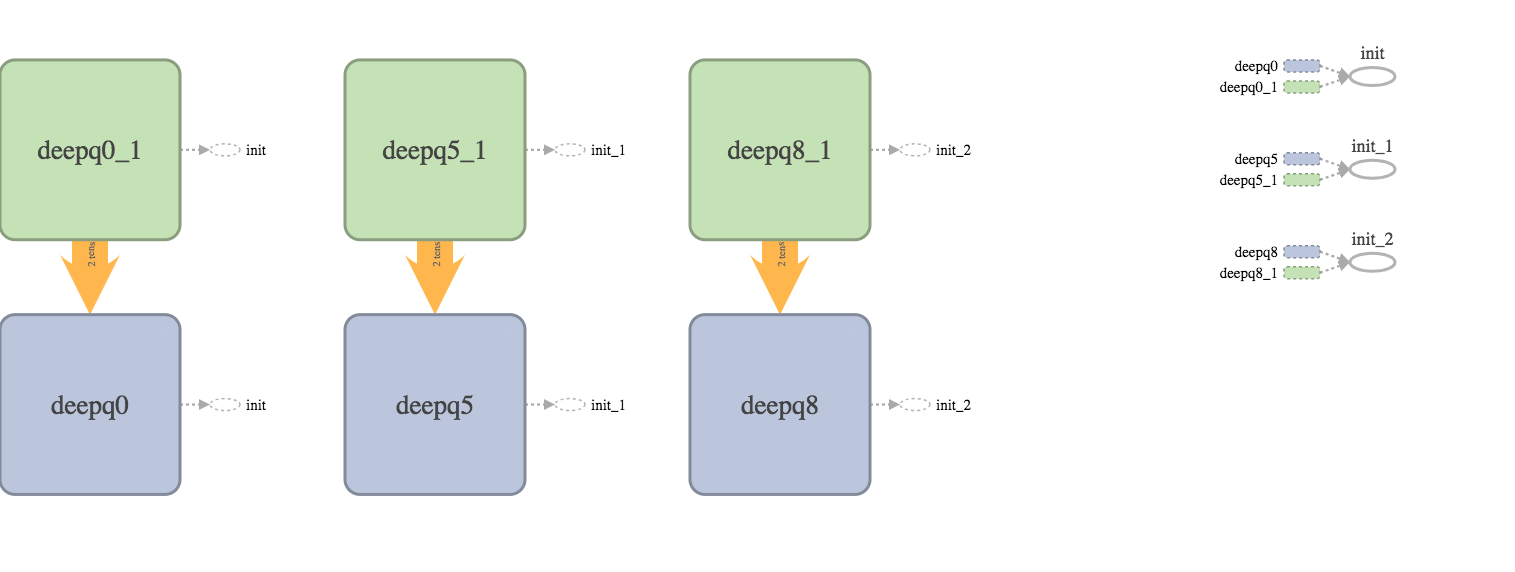 deepq0_1
init
deepq5_1
init_1
deepq8_1
init_2
2 tens
2 tens
2 tens
deepq0
init
deepq5
init_1
deepq8
init_2
init
deepq0
deepq0_1
init_1
deepq5
deepq5_1
init_2
deepq8
deepq8_1